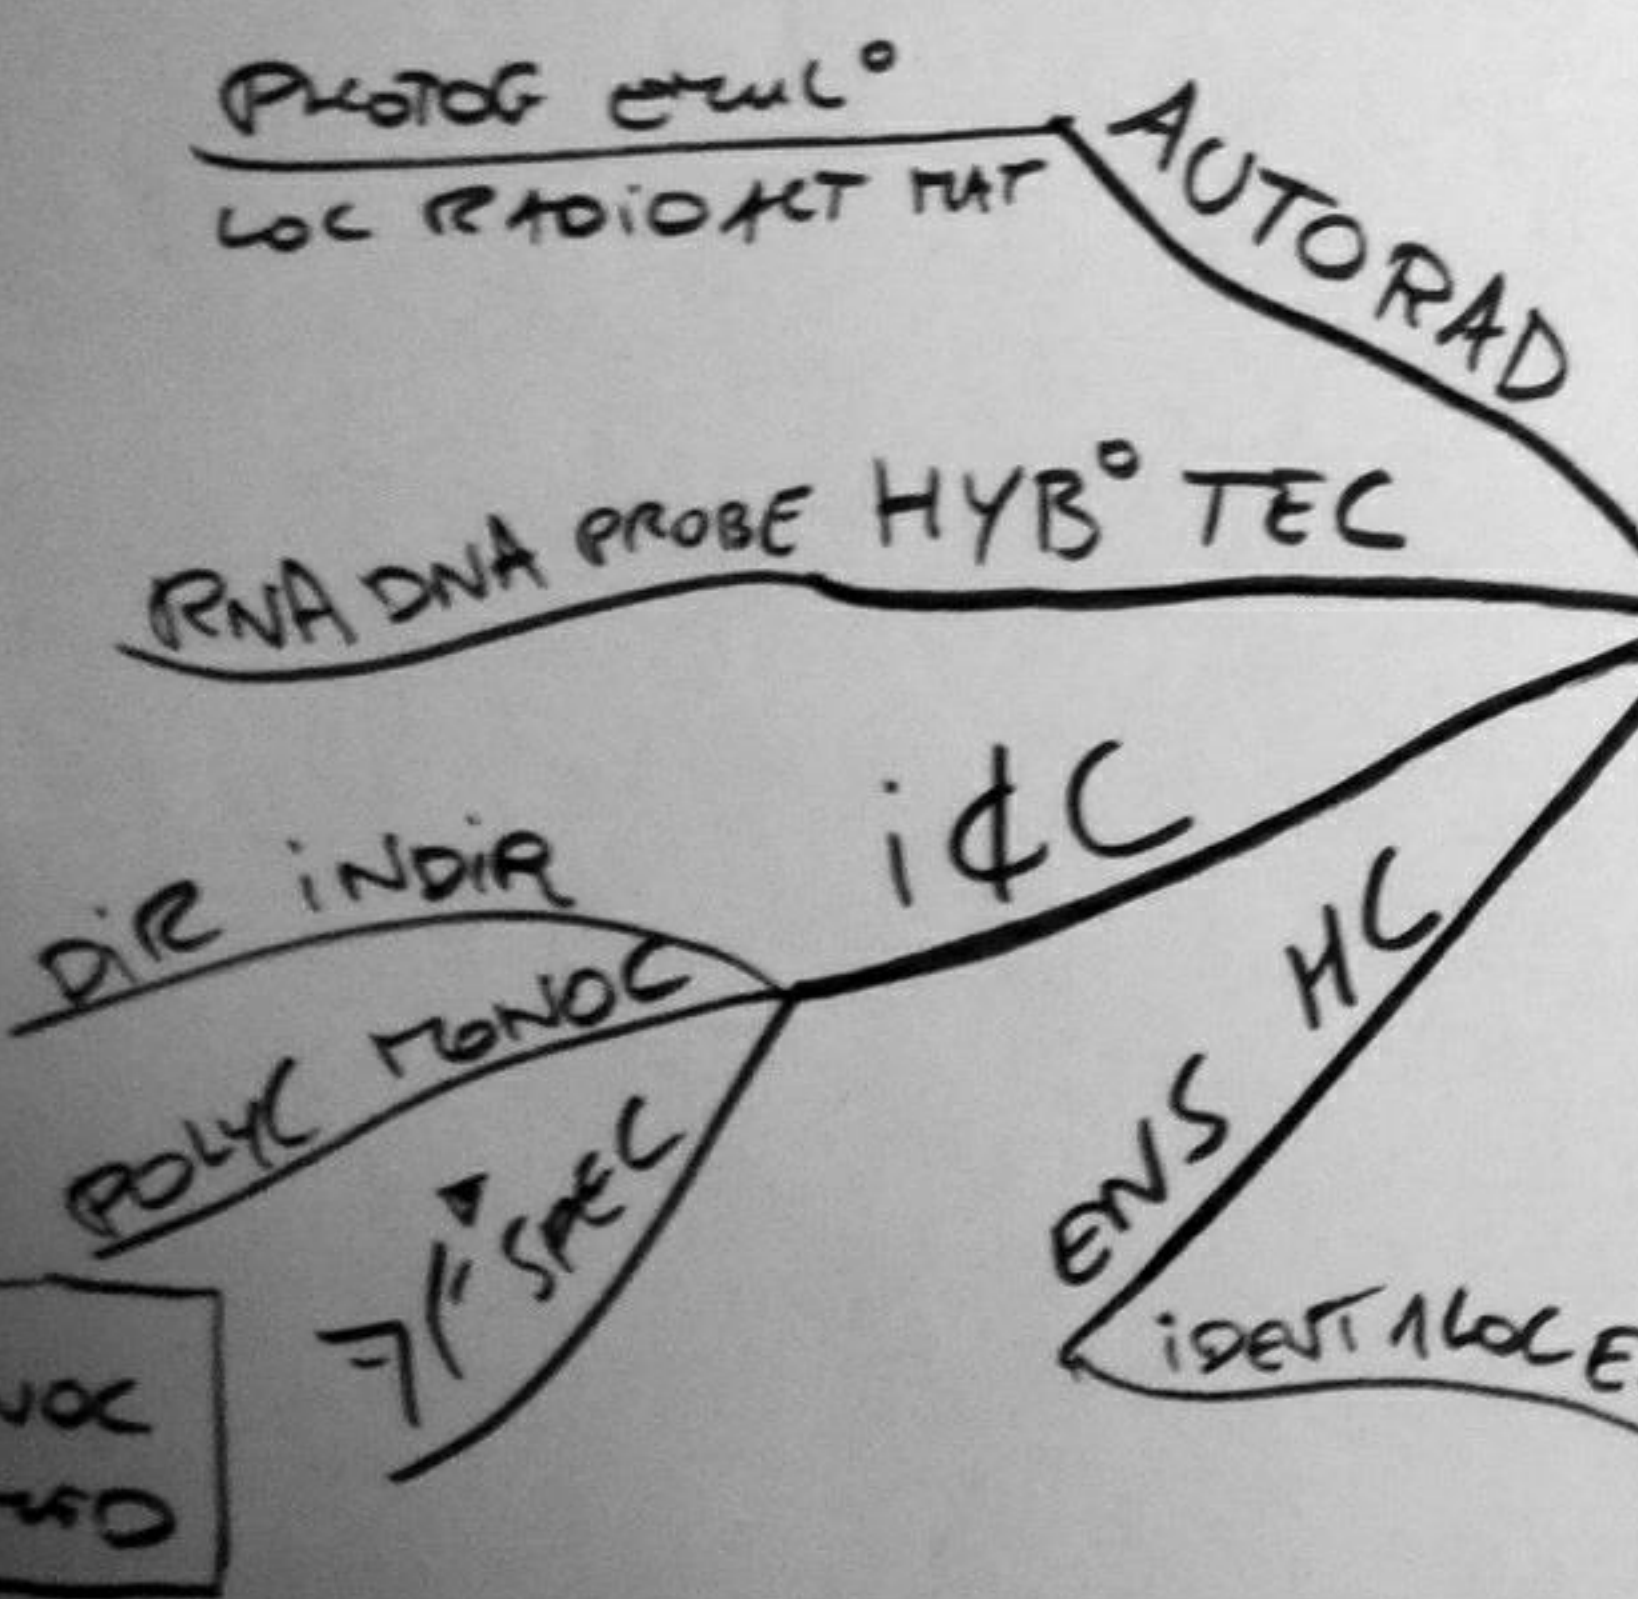 PHOTOG EMUL°
LOC RADIOACT MAT
AUTORAD
RNA DNA PROBE HYB° TEC
i¢C
DiR iNDiR
POLYC MONOC
SPEC
ENS HC
iDENT LOC E
NOC